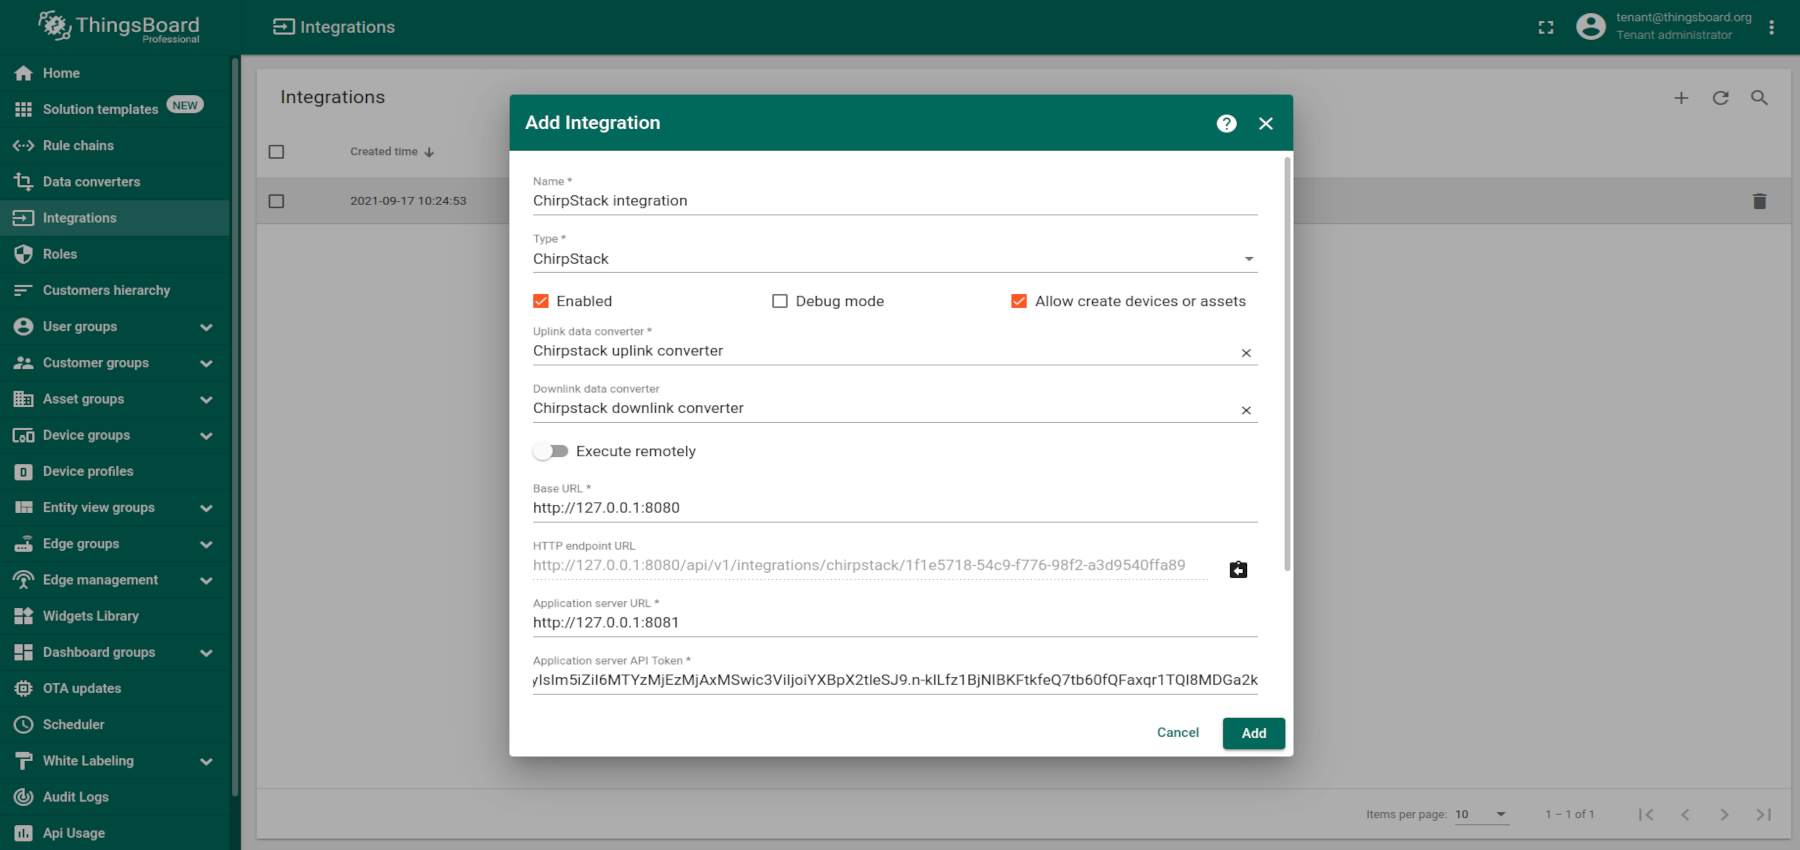 ThingsBoard
Professional
Integrations
tenant@thingsboard.org
Tenant administrator
Home
Solution templates NEW
Rule chains
Data converters
Integrations
Roles
Customers hierarchy
User groups
Customer groups
Asset groups
Device groups
Device profiles
Entity view groups
Edge groups
Edge management
Widgets Library
Dashboard groups
OTA updates
Scheduler
White Labeling
Audit Logs
Api Usage
Integrations
Created time
2021-09-17 10:24:53
Add Integration
Name *
ChirpStack integration
Type *
ChirpStack
Enabled Debug mode Allow create devices or assets
Uplink data converter *
Chirpstack uplink converter
Downlink data converter
Chirpstack downlink converter
Execute remotely
Base URL *
http://127.0.0.1:8080
HTTP endpoint URL
http://127.0.0.1:8080/api/v1/integrations/chirpstack/1f1e5718-54c9-f776-98f2-a3d9540ffa89
Application server URL *
http://127.0.0.1:8081
Application server API Token *
Cancel Add
Items per page: 10 1 – 1 of 1